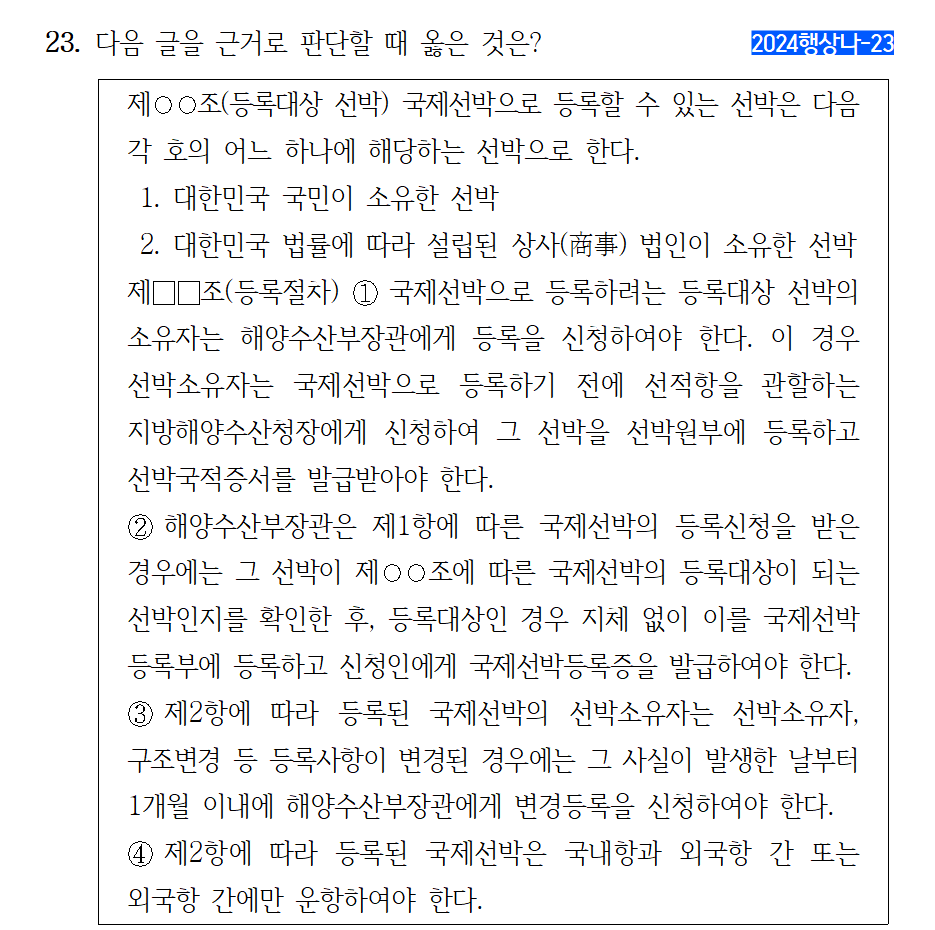 23. 다음 글을 근거로 판단할 때 옳은 것은?
2024행상나-23
제○○조(등록대상 선박) 국제선박으로 등록할 수 있는 선박은 다음
각 호의 어느 하나에 해당하는 선박으로 한다.
1. 대한민국 국민이 소유한 선박
2. 대한민국 법률에 따라 설립된 상사(商事) 법인이 소유한 선박
제□□조(등록절차) ① 국제선박으로 등록하려는 등록대상 선박의
소유자는 해양수산부장관에게 등록을 신청하여야 한다. 이 경우
선박소유자는 국제선박으로 등록하기 전에 선적항을 관할하는
지방해양수산청장에게 신청하여 그 선박을 선박원부에 등록하고
선박국적증서를 발급받아야 한다.
② 해양수산부장관은 제1항에 따른 국제선박의 등록신청을 받은
경우에는 그 선박이 제○○조에 따른 국제선박의 등록대상이 되는
선박인지를 확인한 후, 등록대상인 경우 지체 없이 이를 국제선박
등록부에 등록하고 신청인에게 국제선박등록증을 발급하여야 한다.
③ 제2항에 따라 등록된 국제선박의 선박소유자는 선박소유자,
구조변경 등 등록사항이 변경된 경우에는 그 사실이 발생한 날부터
1개월 이내에 해양수산부장관에게 변경등록을 신청하여야 한다.
④ 제2항에 따라 등록된 국제선박은 국내항과 외국항 간 또는
외국항 간에만 운항하여야 한다.